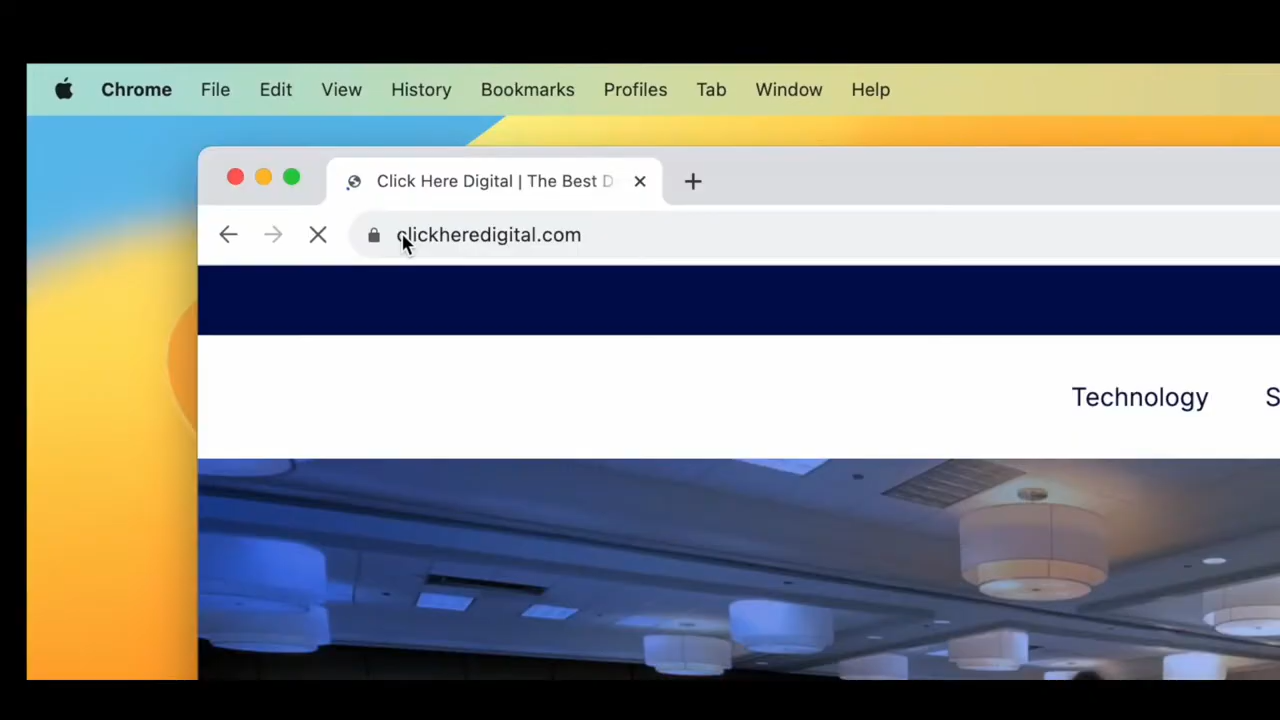 Chrome File Edit View History Bookmarks Profiles Tab Window Help
Click Here Digital | The Best D
clickheredigital.com
Technology S